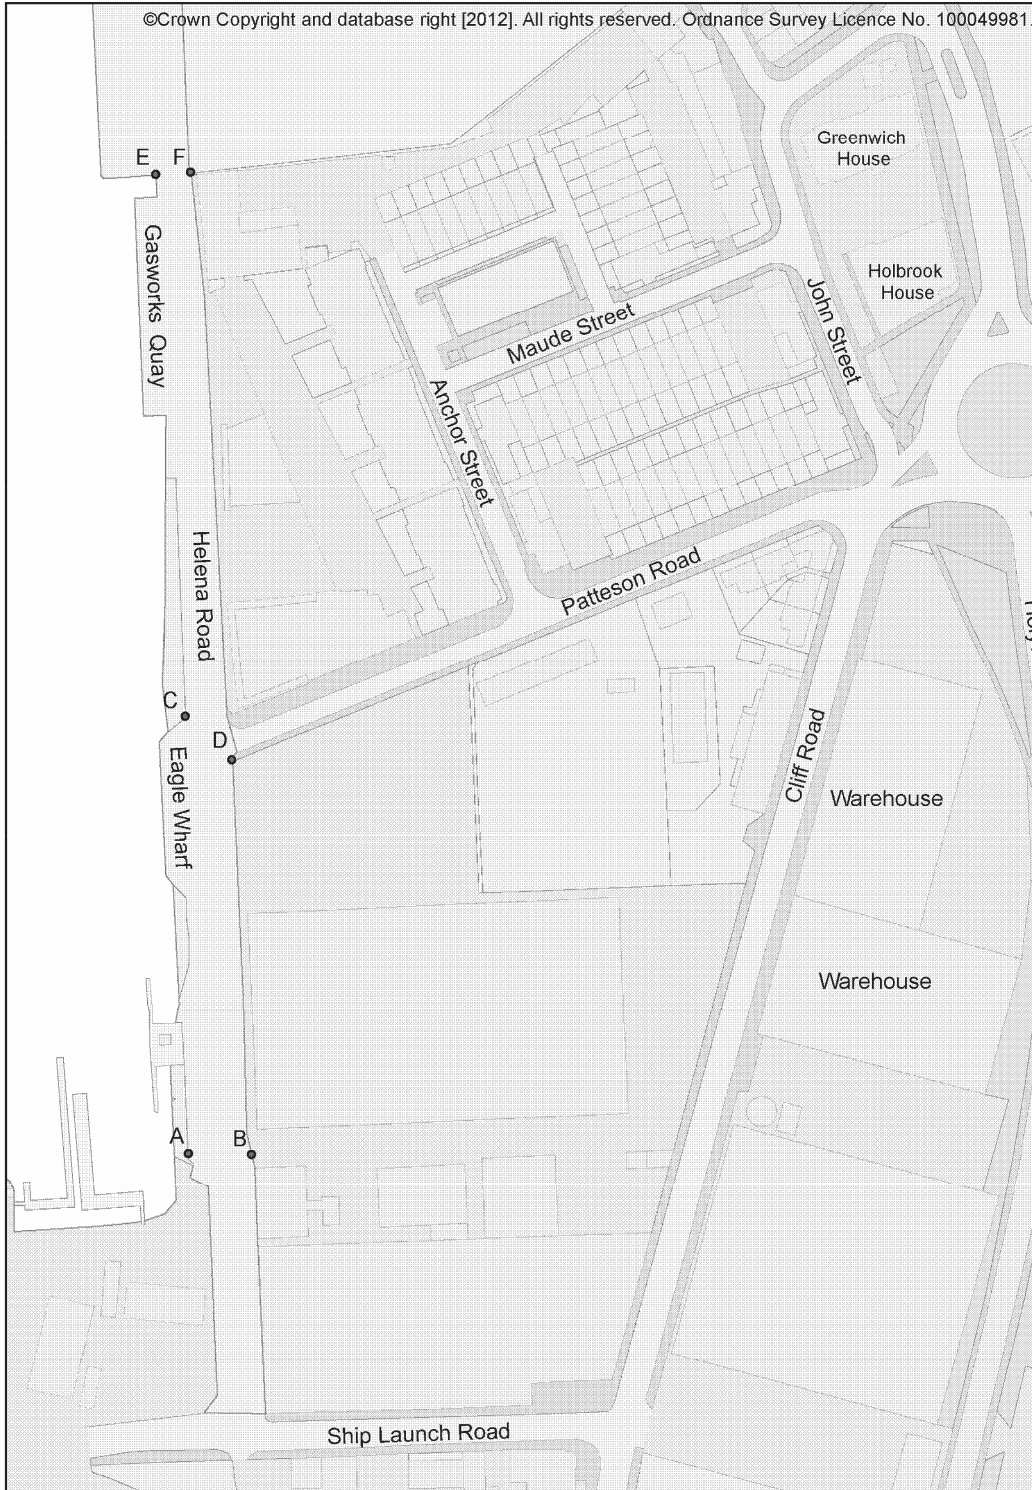 ©Crown Copyright and database right [2012]. All rights reserved. Ordnance Survey Licence No. 100049981.
Greenwich
House
E
F
Gasworks Quay
Holbrook
House
John Street
Maude Street
Anchor Street
Helena Road
Patteson Road
C
D
Eagle Wharf
Cliff Road
Warehouse
Warehouse
A
B
Ship Launch Road